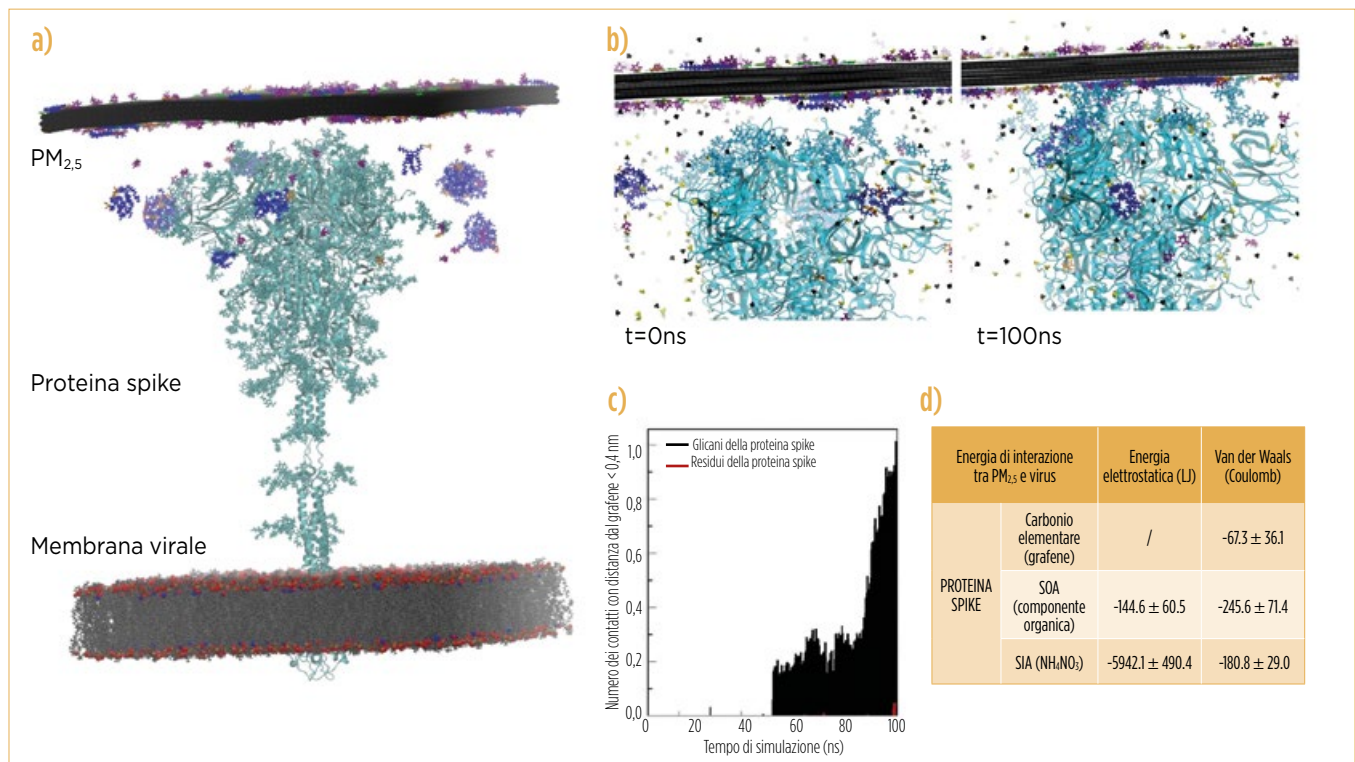 a)
PM2,5
Proteina spike
Membrana virale
b)
t=0ns
t=100ns
c)
Numero dei contatti con distanza dal grafene < 0,4 nm
1,0
0,8
0,6
0,4
0,2
0,0
Glicani della proteina spike
Residui della proteina spike
0 20 40 60 80 100
Tempo di simulazione (ns)
d)
Energia di interazione
tra PM2,5 e virus
Energia
elettrostatica (LJ)
Van der Waals
(Coulomb)
PROTEINA
SPIKE
Carbonio
elementare
(grafene)
/
-67.3 ± 36.1
SOA
(componente
organica)
-144.6 ± 60.5
-245.6 ± 71.4
SIA (NH4NO3)
-5942.1 ± 490.4
-180.8 ± 29.0